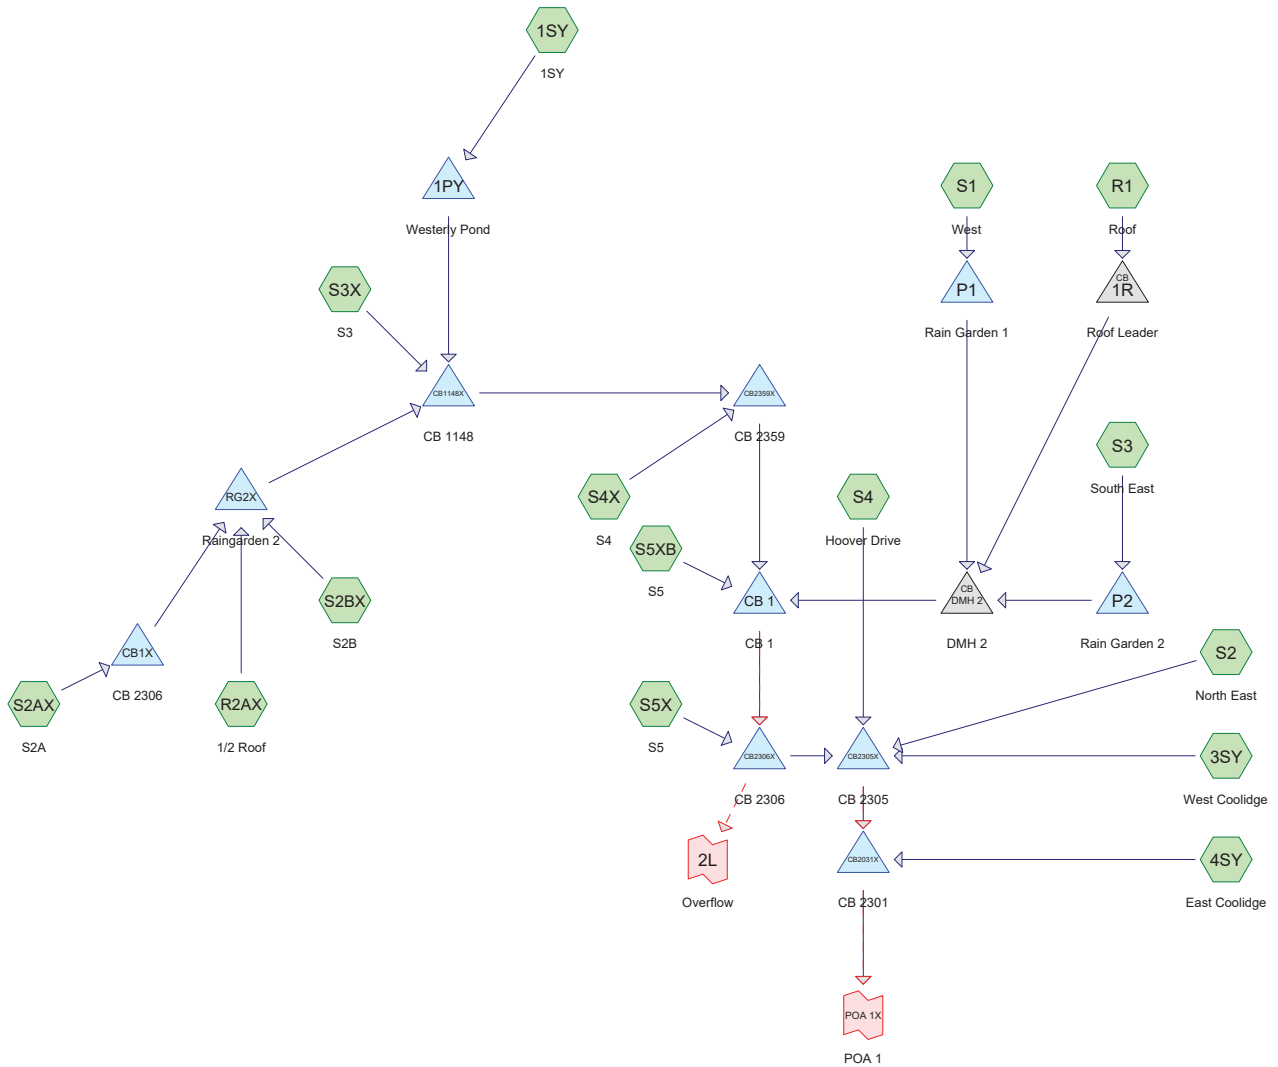 1SY
1SY
1PY
Westerly Pond
S1
West
R1
Roof
S3X
S3
P1
Rain Garden 1
CB
1R
Roof Leader
CB1148X
CB 1148
CB2359X
CB 2359
S3
South East
RG2X
Raingarden 2
S4X
S4
S4
Hoover Drive
S5XB
S5
S2BX
S2B
CB 1
CB 1
CB
DMH 2
DMH 2
P2
Rain Garden 2
CB1X
CB 2306
S2
North East
S2AX
S2A
R2AX
1/2 Roof
S5X
S5
CB2306X
CB 2306
CB2305X
CB 2305
3SY
West Coolidge
2L
Overflow
CB2031X
CB 2301
4SY
East Coolidge
POA 1X
POA 1